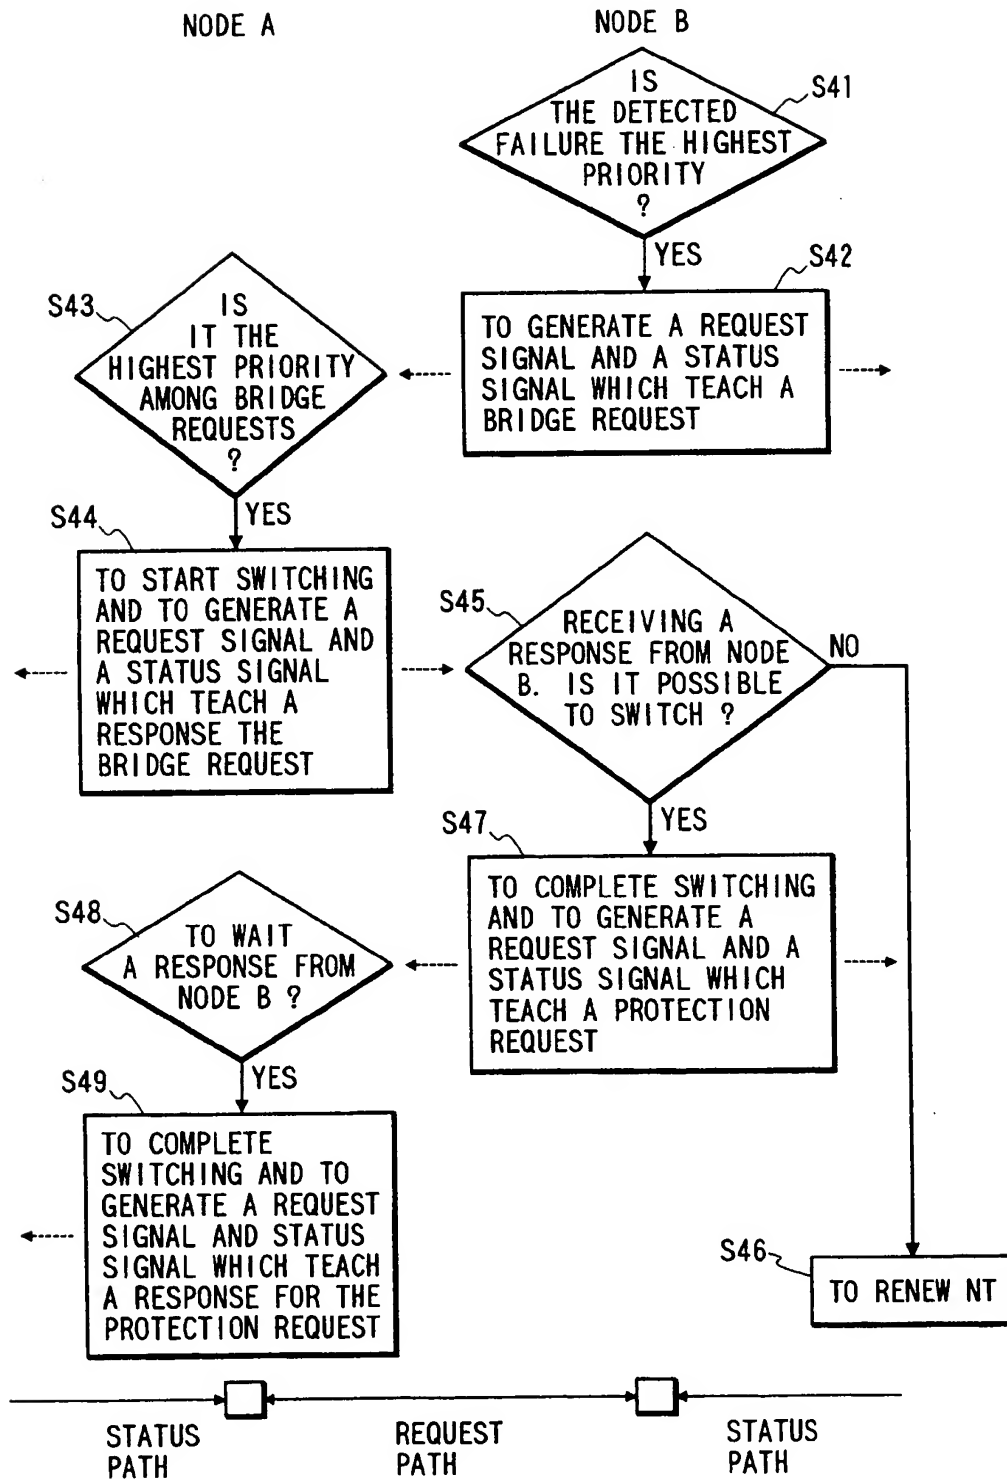 NODE A
NODE B
S41
IS
THE DETECTED
FAILURE THE HIGHEST
PRIORITY
?
YES
S42
TO GENERATE A REQUEST
SIGNAL AND A STATUS
SIGNAL WHICH TEACH A
BRIDGE REQUEST
S43
IS
IT THE
HIGHEST PRIORITY
AMONG BRIDGE
REQUESTS
?
YES
S44
TO START SWITCHING
AND TO GENERATE A
REQUEST SIGNAL AND
A STATUS SIGNAL
WHICH TEACH A
RESPONSE THE
BRIDGE REQUEST
S45
RECEIVING A
RESPONSE FROM NODE
B. IS IT POSSIBLE
TO SWITCH ?
NO
YES
S47
TO COMPLETE SWITCHING
AND TO GENERATE A
REQUEST SIGNAL AND A
STATUS SIGNAL WHICH
TEACH A PROTECTION
REQUEST
S48
TO WAIT
A RESPONSE FROM
NODE B ?
YES
S49
TO COMPLETE
SWITCHING AND TO
GENERATE A REQUEST
SIGNAL AND STATUS
SIGNAL WHICH TEACH
A RESPONSE FOR THE
PROTECTION REQUEST
S46
TO RENEW NT
STATUS
PATH
REQUEST
PATH
STATUS
PATH